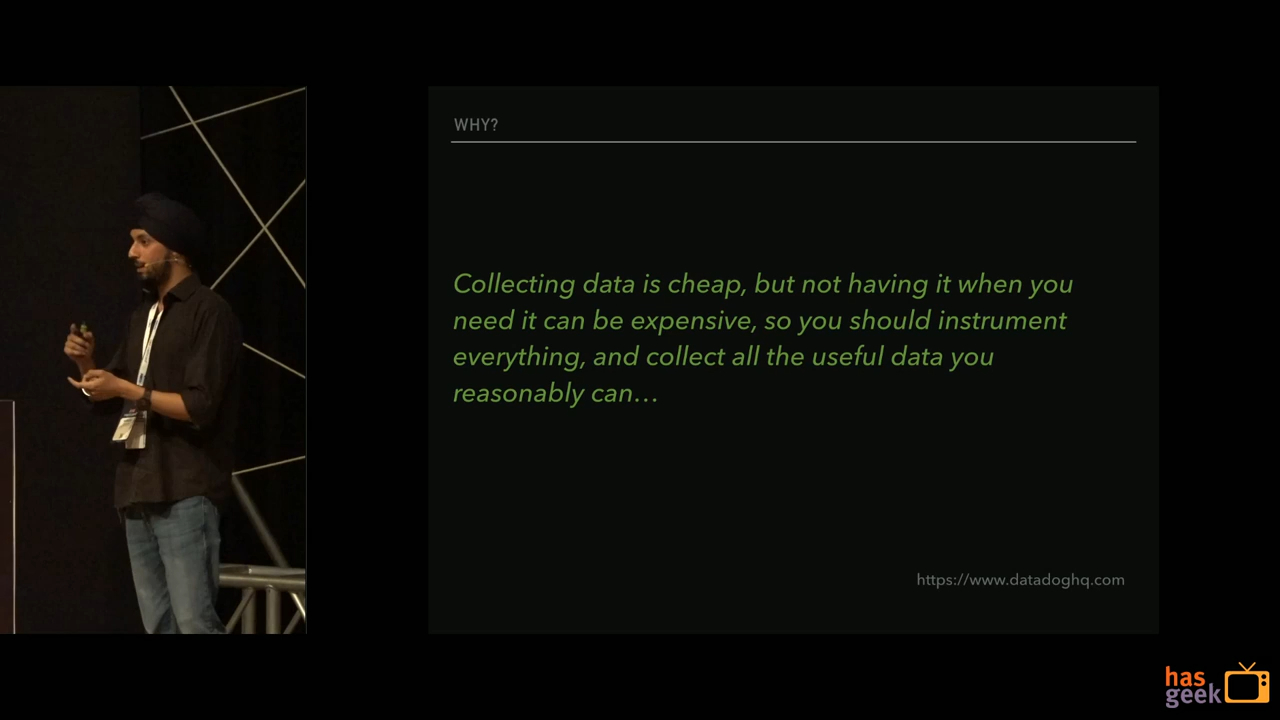 WHY?
Collecting data is cheap, but not having it when you
need it can be expensive, so you should instrument
everything, and collect all the useful data you
reasonably can…
https://www.datadoghq.com
has
geek